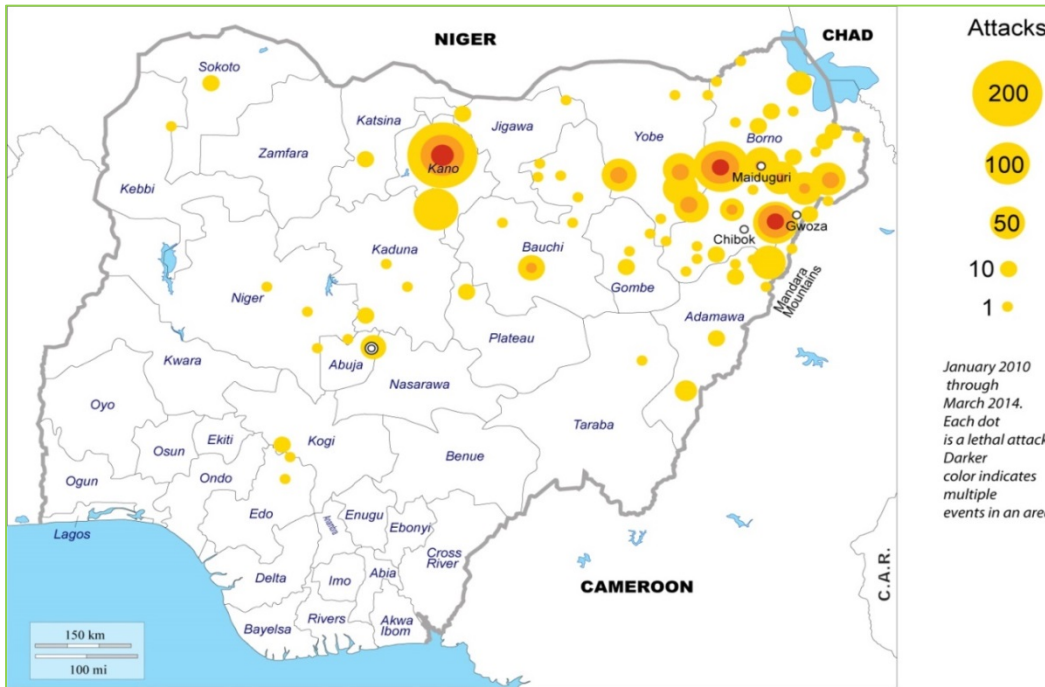 NIGER
CHAD
Attacks
Sokoto
Katsina
Jigawa
Yobe
Borno
200
Zamfara
Kano
Maiduguri
100
Kebbi
Gwoza
50
Chibok
Kaduna
Bauchi
10
Gombe
Mandara
Mountains
1
Niger
Adamawa
Plateau
Kwara
Abuja
Nasarawa
Oyo
Taraba
Ekiti
Kogi
Osun
Benue
Ogun
Ondo
Edo
Enugu
Ebonyi
Lagos
Cross
River
Delta
Imo
Abia
CAMEROON
C.A.R.
Bayelsa
Rivers
Akwa
Ibom
January 2010
through
March 2014.
Each dot
is a lethal attack
Darker
color indicates
multiple
events in an area
150 km
100 mi